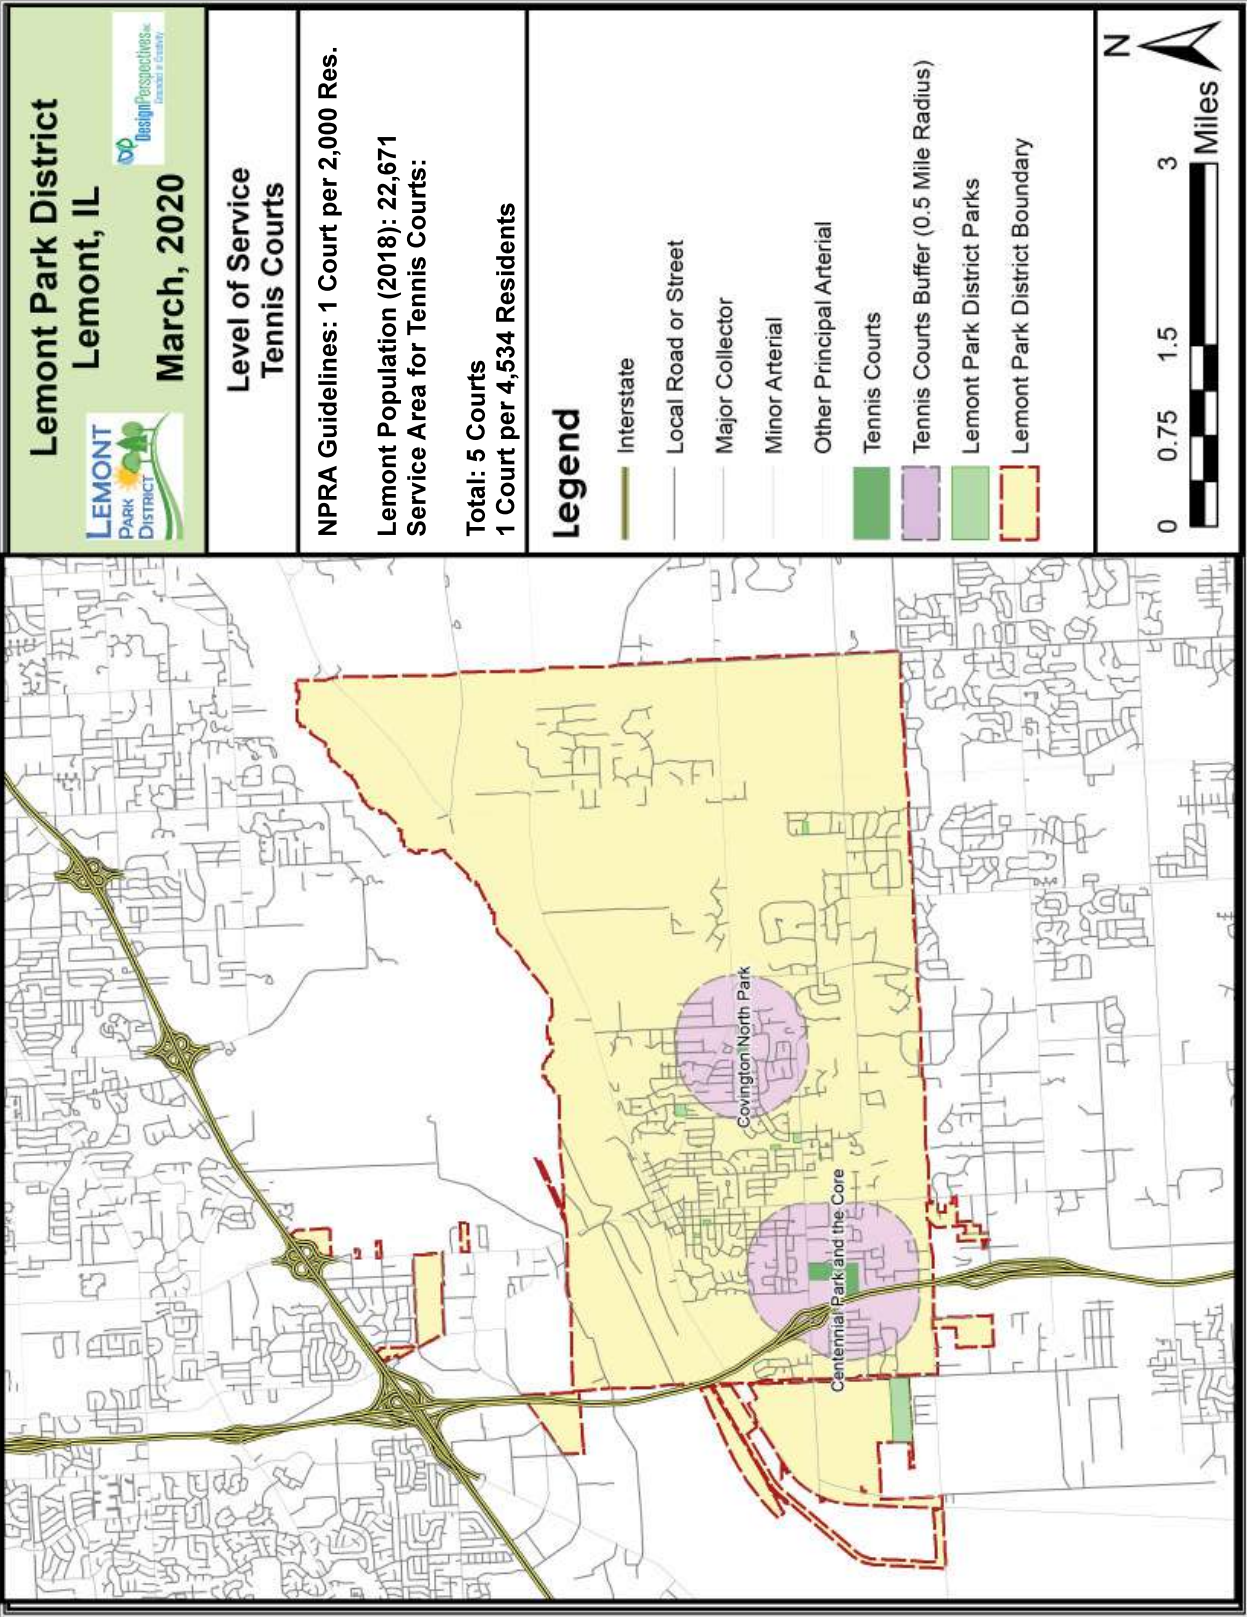 Lemont Park District
Lemont, IL
March, 2020
LEMONT
PARK
DISTRICT
DesignPerspectives Inc.
Grounded in Creativity
Level of Service
Tennis Courts
NPRA Guidelines: 1 Court per 2,000 Res.
Lemont Population (2018): 22,671
Service Area for Tennis Courts:
Total: 5 Courts
1 Court per 4,534 Residents
Legend
Interstate
Local Road or Street
Major Collector
Minor Arterial
Other Principal Arterial
Tennis Courts
Tennis Courts Buffer (0.5 Mile Radius)
Lemont Park District Parks
Lemont Park District Boundary
N
0 0.75 1.5 3
Miles
Covington North Park
Centennial Park and the Core